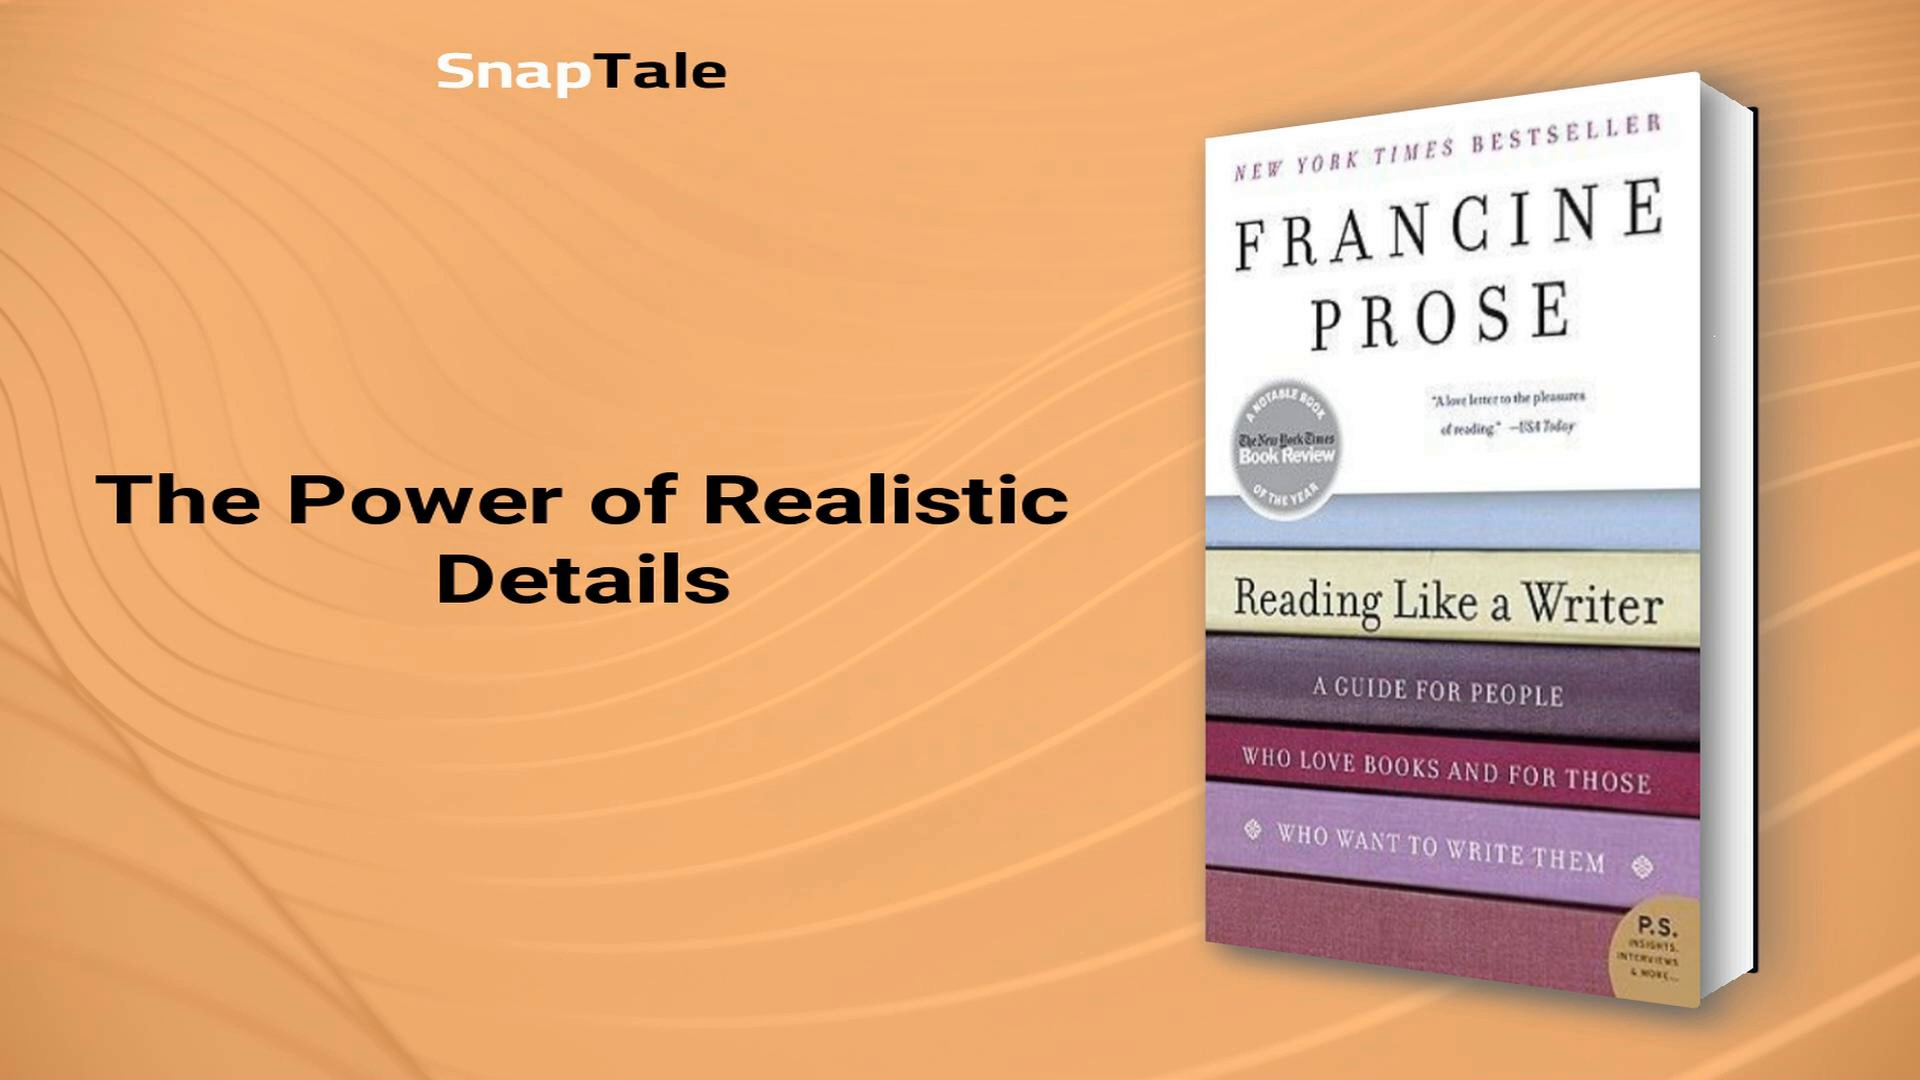 SnapTale
The Power of Realistic
Details
NEW YORK TIMES BESTSELLER
FRANCINE
PROSE
A NOTABLE BOOK
The New York Times
Book Review
OF THE YEAR
"A love letter to the pleasures
of reading." —USA Today
Reading Like a Writer
A GUIDE FOR PEOPLE
WHO LOVE BOOKS AND FOR THOSE
WHO WANT TO WRITE THEM
P.S.
INSIGHTS,
INTERVIEWS
& MORE...